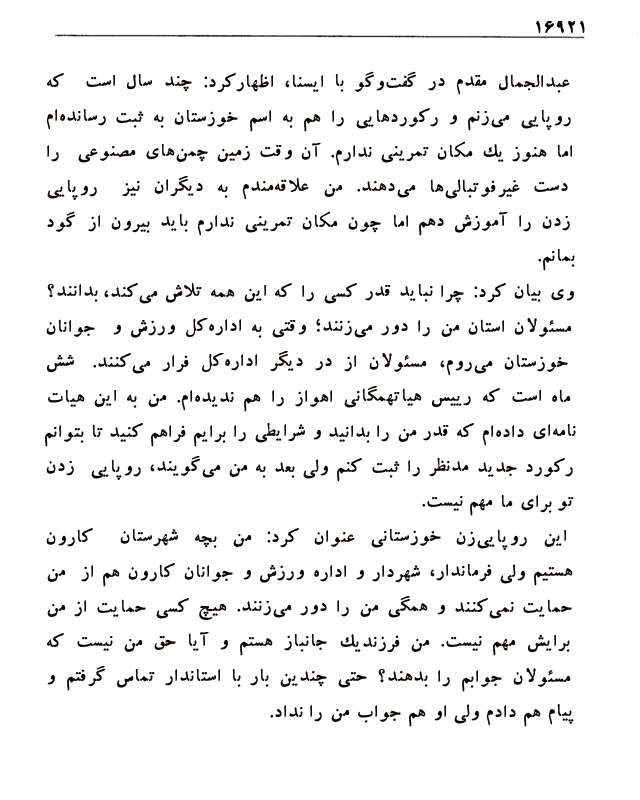 ۱۶۹۲۱
عبدالجمال مقدم در گفت‌وگو با ایسنا، اظهارکرد: چند سال است که
روپایی می‌زنم و رکوردهایی را هم به اسم خوزستان به ثبت رسانده‌ام
اما هنوز یك مکان تمرینی ندارم. آن وقت زمین چمن‌های مصنوعی را
دست غیرفوتبالی‌ها می‌دهند. من علاقه‌مندم به دیگران نیز روپایی
زدن را آموزش دهم اما چون مکان تمرینی ندارم باید بیرون از گود
بمانم.
وی بیان کرد: چرا نباید قدر کسی را که این همه تلاش می‌کند، بدانند؟
مسئولان استان من را دور می‌زنند؛ وقتی به اداره‌کل ورزش و جوانان
خوزستان می‌روم، مسئولان از در دیگر اداره‌کل فرار می‌کنند. شش
ماه است که رییس هیاتهمگانی اهواز را هم ندیده‌ام. من به این هیات
نامه‌ای داده‌ام که قدر من را بدانید و شرایطی را برایم فراهم کنید تا بتوانم
رکورد جدید مدنظر را ثبت کنم ولی بعد به من می‌گویند، روپایی زدن
تو برای ما مهم نیست.
این روپایی‌زن خوزستانی عنوان کرد: من بچه شهرستان کارون
هستیم ولی فرماندار، شهردار و اداره ورزش و جوانان کارون هم از من
حمایت نمی‌کنند و همگی من را دور می‌زنند. هیچ کسی حمایت از من
برایش مهم نیست. من فرزندیك جانباز هستم و آیا حق من نیست که
مسئولان جوابم را بدهند؟ حتی چندین بار با استاندار تماس گرفتم و
پیام هم دادم ولی او هم جواب من را نداد.